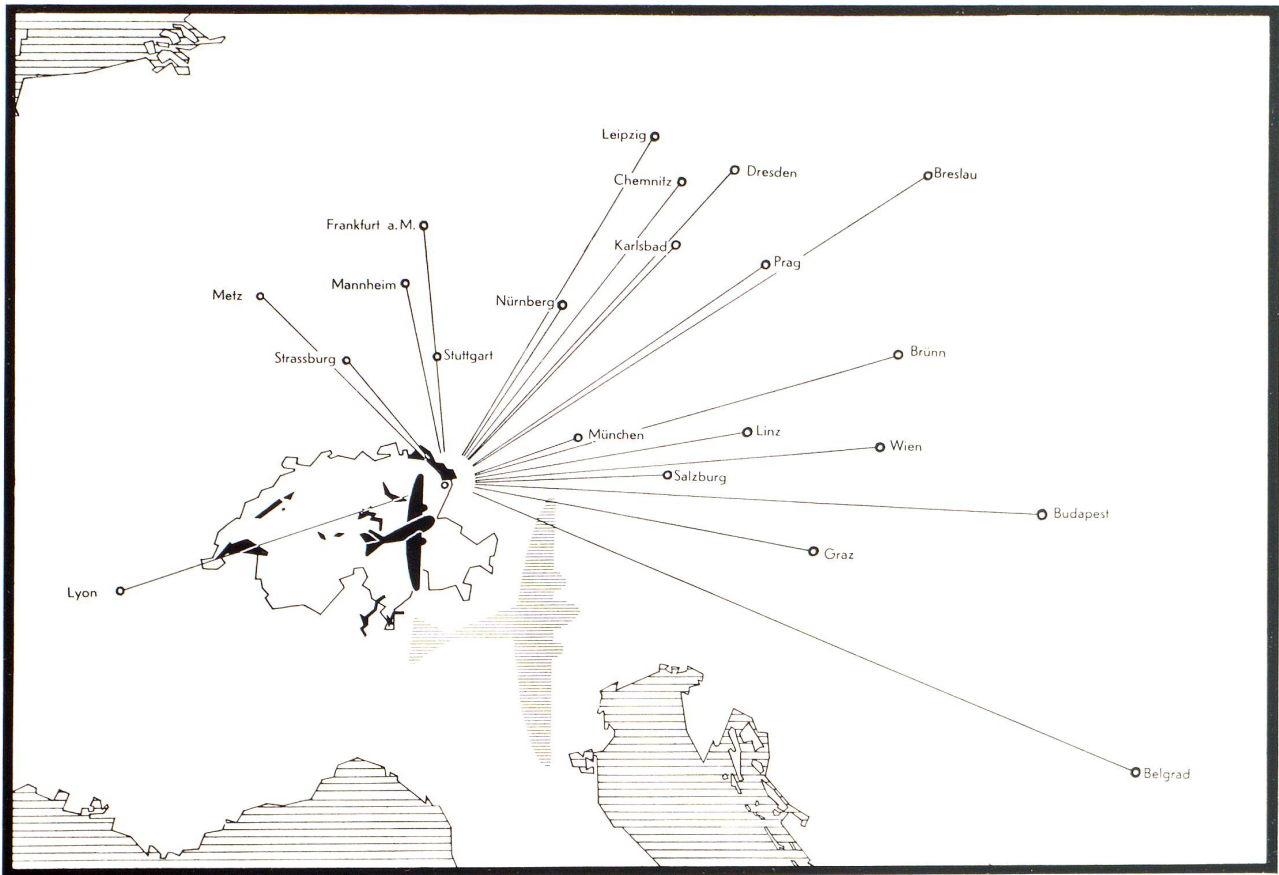 Leipzig
Chemnitz
Dresden
Breslau
Frankfurt a.M.
Karlsbad
Prag
Mannheim
Metz
Nürnberg
Strassburg
Stuttgart
Brünn
München
Linz
Wien
Salzburg
Budapest
Graz
Lyon
Belgrad